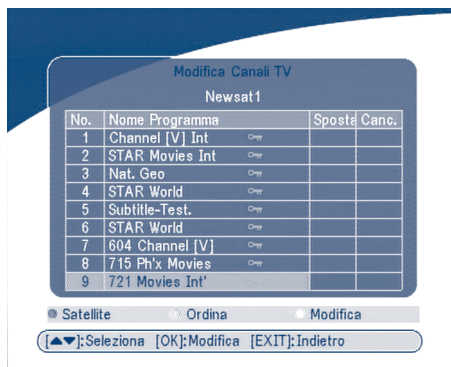 Modifica Canali TV
Newsat1
No. Nome Programma Sposta Canc.
1 Channel [V] Int
2 STAR Movies Int
3 Nat. Geo
4 STAR World
5 Subtitle-Test.
6 STAR World
7 604 Channel [V]
8 715 Ph'x Movies
9 721 Movies Int'
Satellite Ordina Modifica
[▲▼]:Seleziona [OK]:Modifica [EXIT]:Indietro